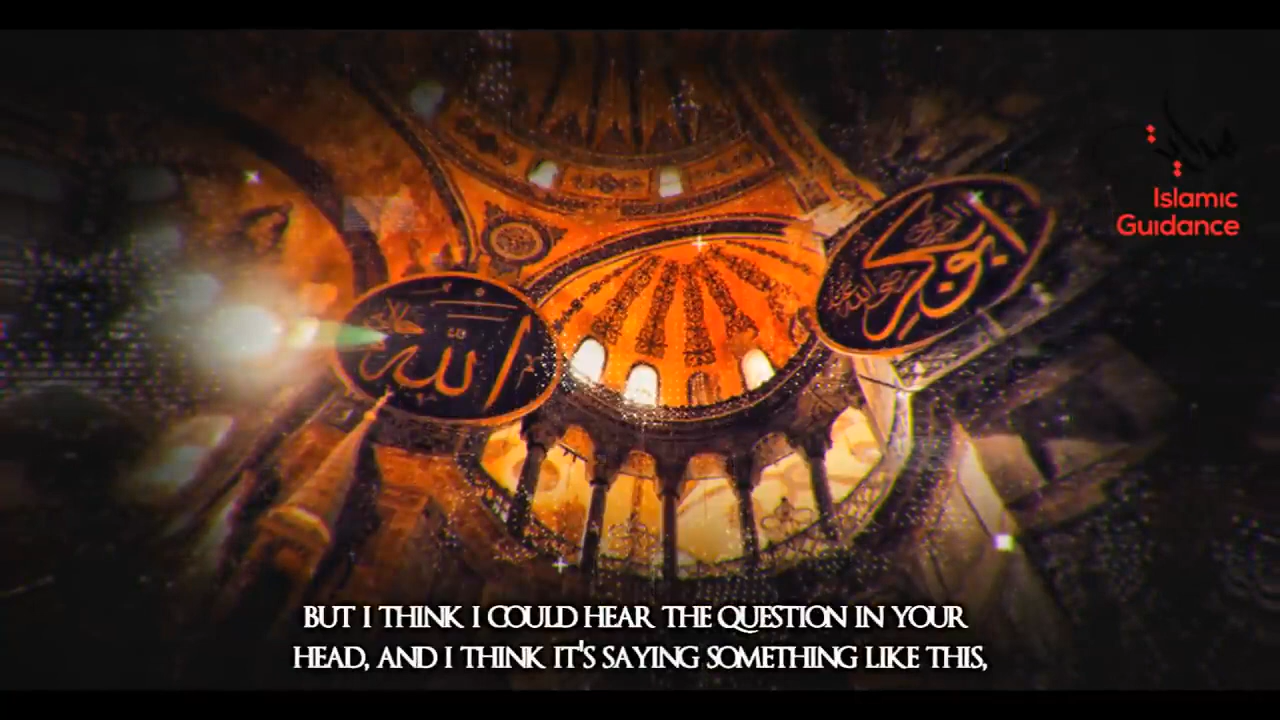 الله
ابو بكر
Islamic
Guidance
BUT I THINK I COULD HEAR THE QUESTION IN YOUR
HEAD, AND I THINK IT'S SAYING SOMETHING LIKE THIS,